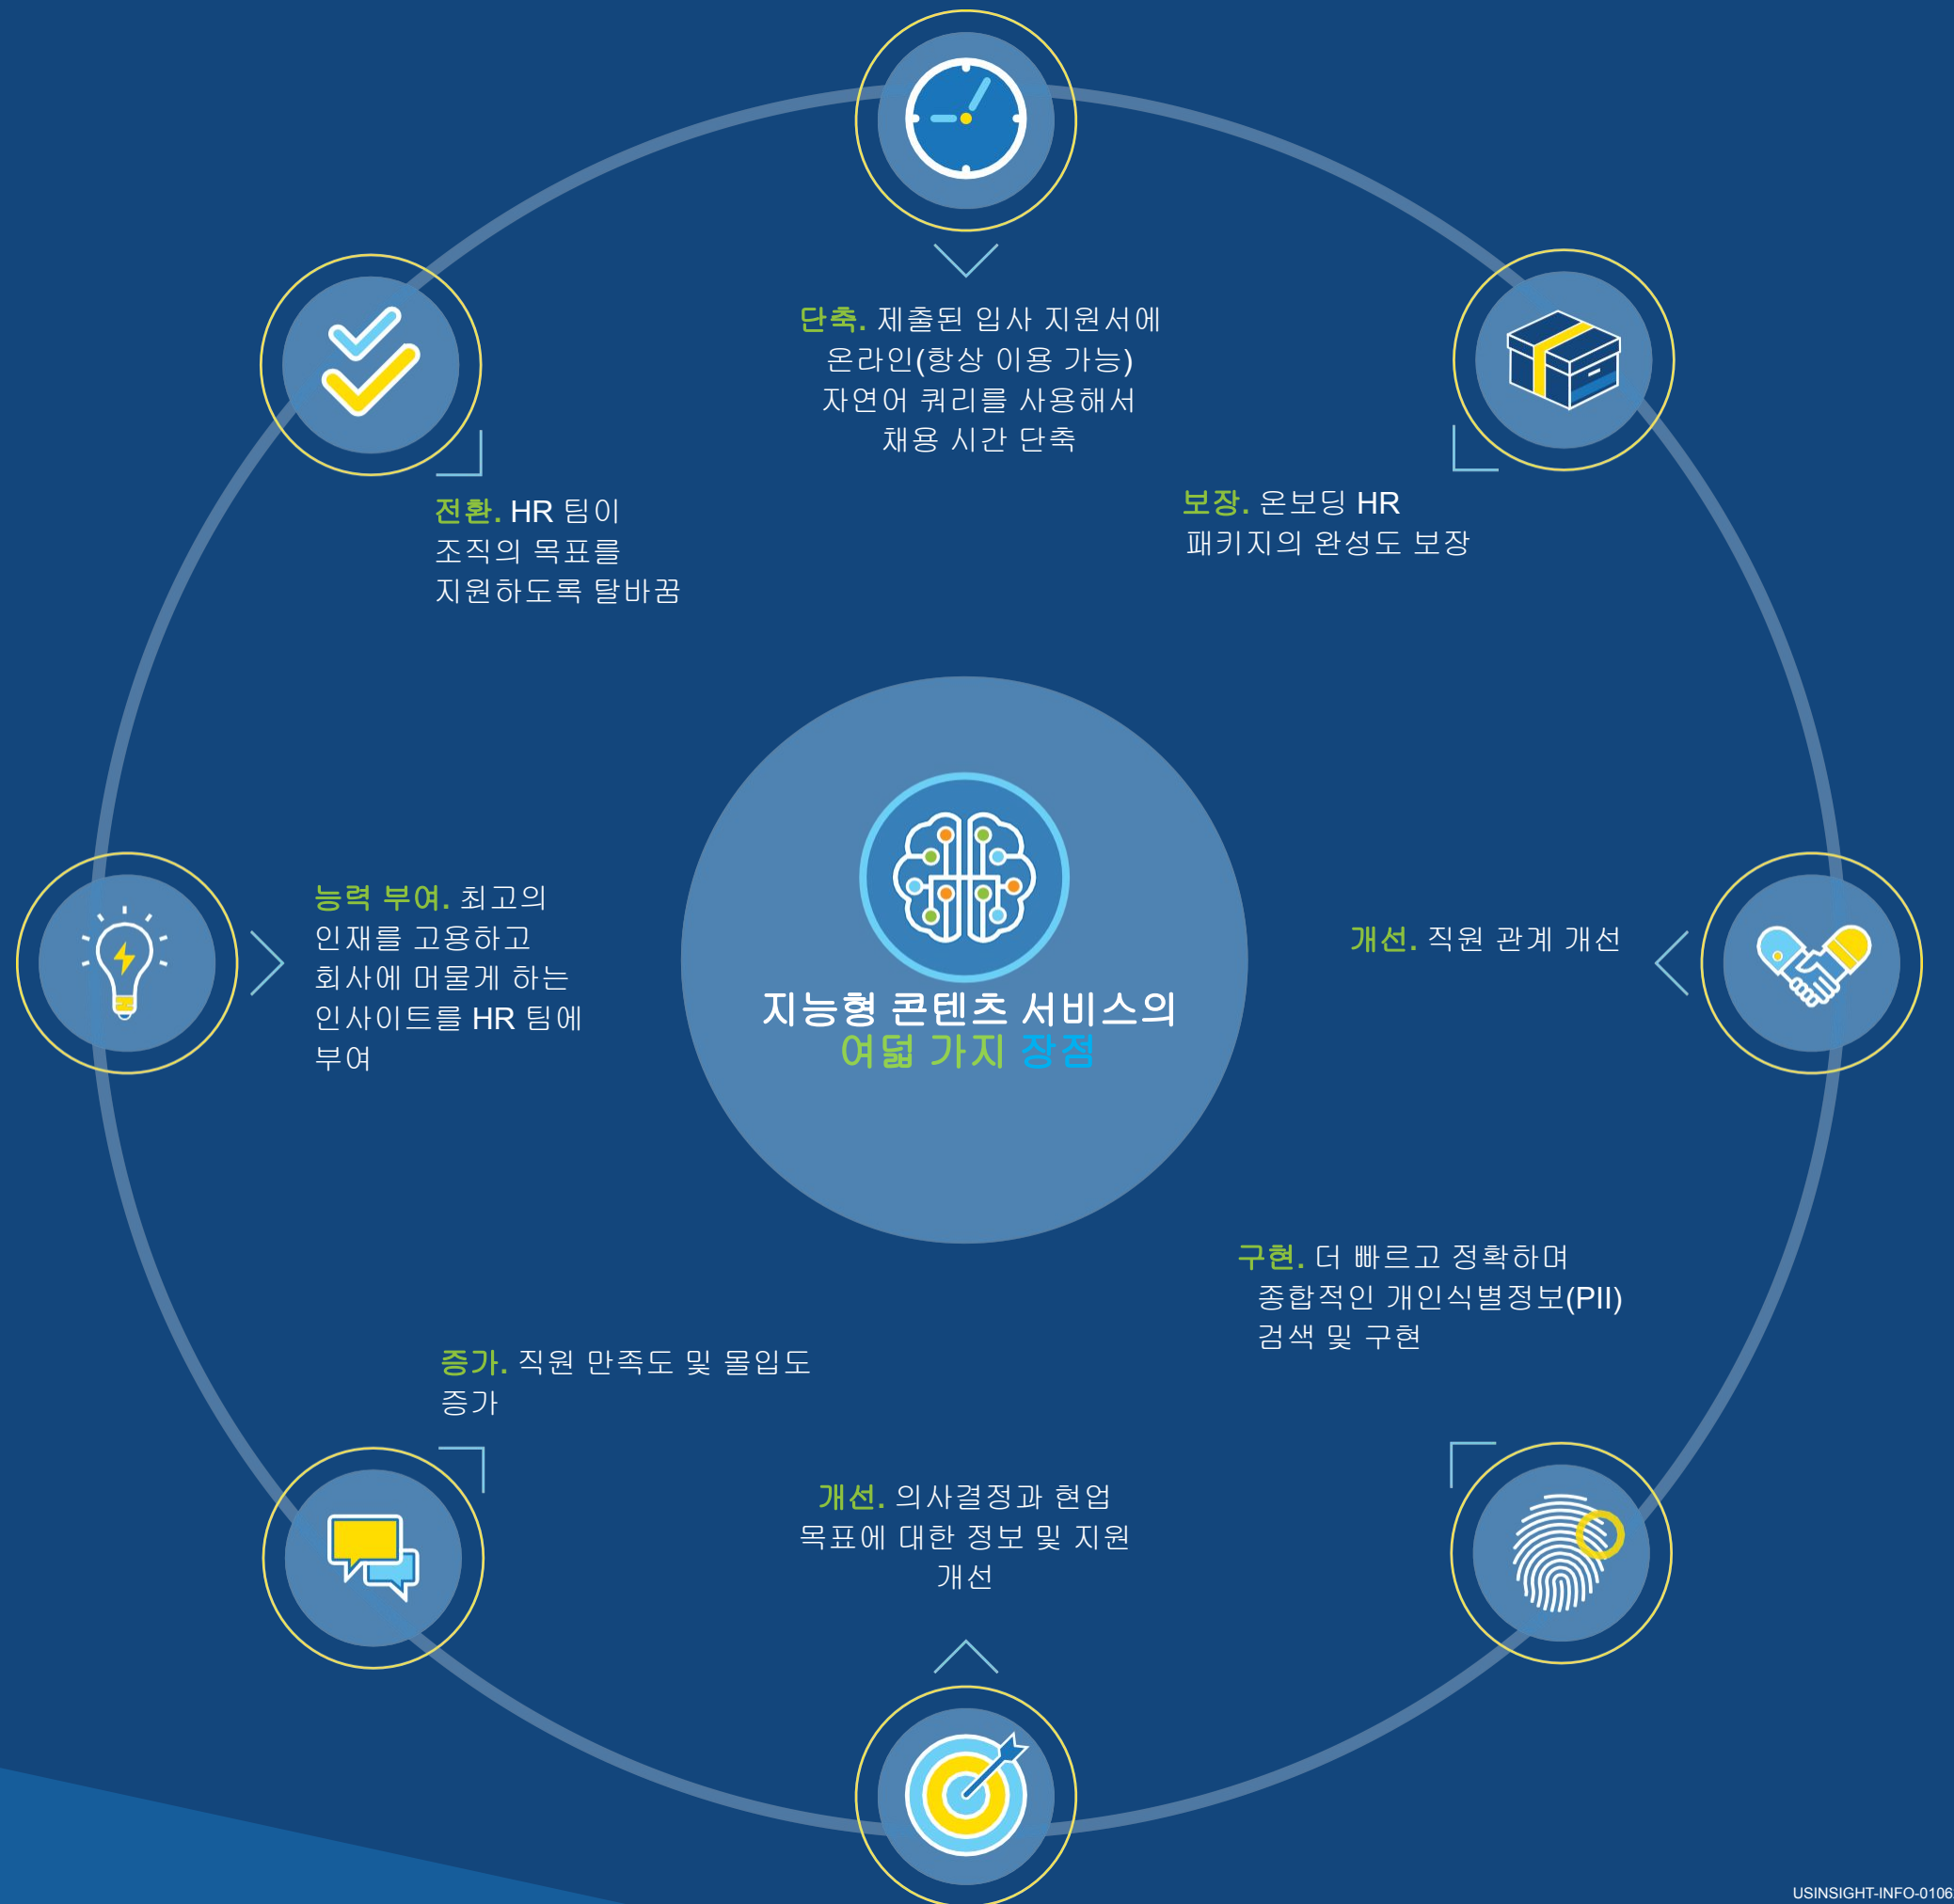 단축. 제출된 입사 지원서에
온라인(항상 이용 가능)
자연어 쿼리를 사용해서
채용 시간 단축
보장. 온보딩 HR
패키지의 완성도 보장
전환. HR 팀이
조직의 목표를
지원하도록 탈바꿈
능력 부여. 최고의
인재를 고용하고
회사에 머물게 하는
인사이트를 HR 팀에
부여
지능형 콘텐츠 서비스의
여덟 가지 장점
개선. 직원 관계 개선
구현. 더 빠르고 정확하며
종합적인 개인식별정보(PII)
검색 및 구현
증가. 직원 만족도 및 몰입도
증가
개선. 의사결정과 현업
목표에 대한 정보 및 지원
개선
USINSIGHT-INFO-0106